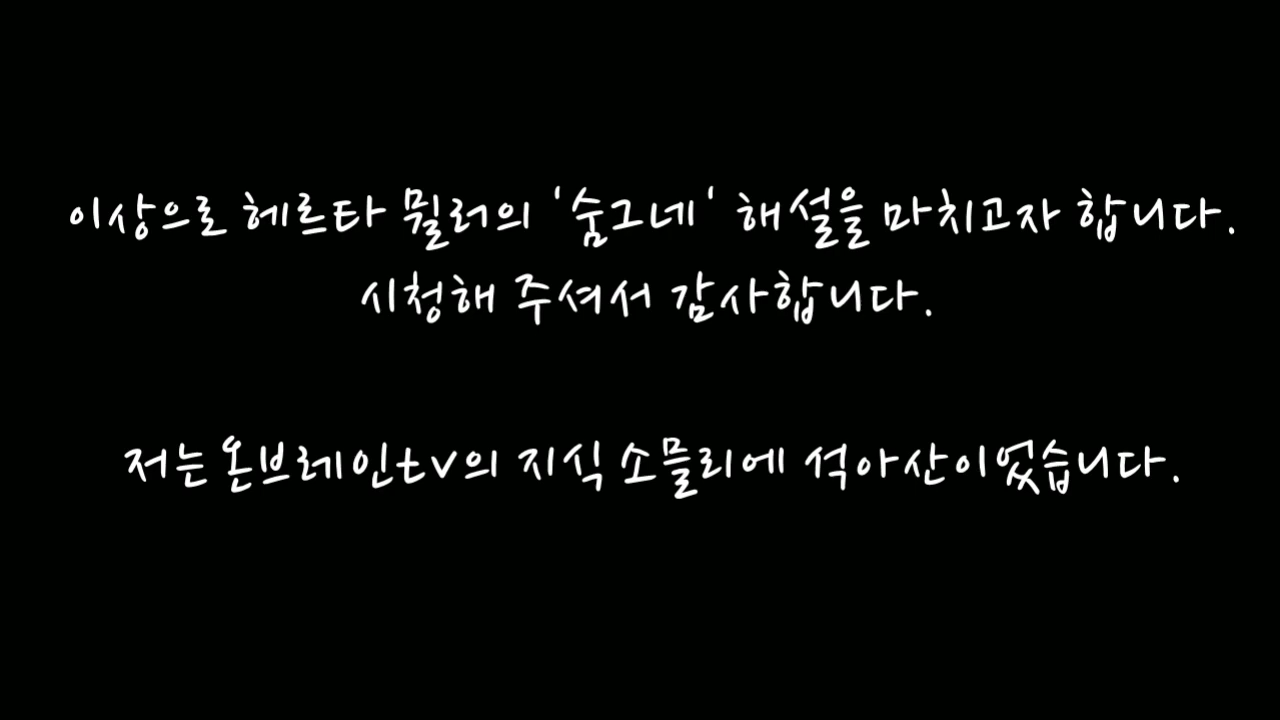 이상으로 헤르타 뮐러의 '숨그네' 해설을 마치고자 합니다.
시청해 주셔서 감사합니다.
저는 온브레인tv의 지식 소믈리에 석아산이었습니다.